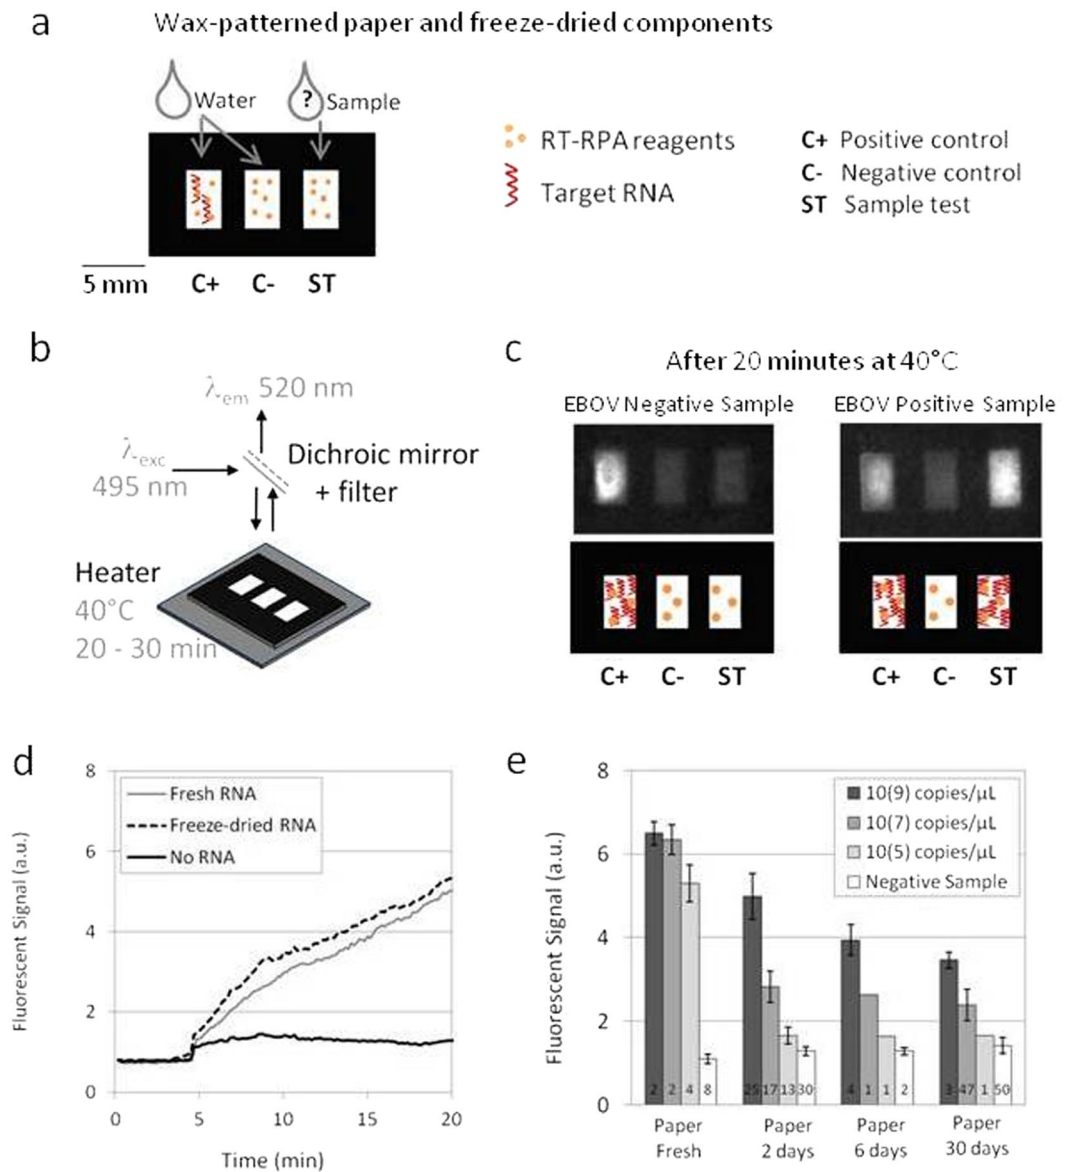 a
Wax-patterned paper and freeze-dried components
Water
? Sample
RT-RPA reagents
Target RNA
C+ Positive control
C- Negative control
ST Sample test
5 mm
C+ C- ST
b
λem 520 nm
λexc
495 nm
Dichroic mirror
+ filter
Heater
40°C
20 - 30 min
c
After 20 minutes at 40°C
EBOV Negative Sample
EBOV Positive Sample
C+ C- ST
C+ C- ST
d
Fluorescent Signal (a.u.)
8
6
4
2
0
Fresh RNA
Freeze-dried RNA
No RNA
0 5 10 15 20
Time (min)
e
Fluorescent Signal (a.u.)
8
6
4
2
0
10(9) copies/µL
10(7) copies/µL
10(5) copies/µL
Negative Sample
2 2 4 8
25 17 13 30
4 1 1 2
3 47 1 50
Paper
Fresh
Paper
2 days
Paper
6 days
Paper
30 days